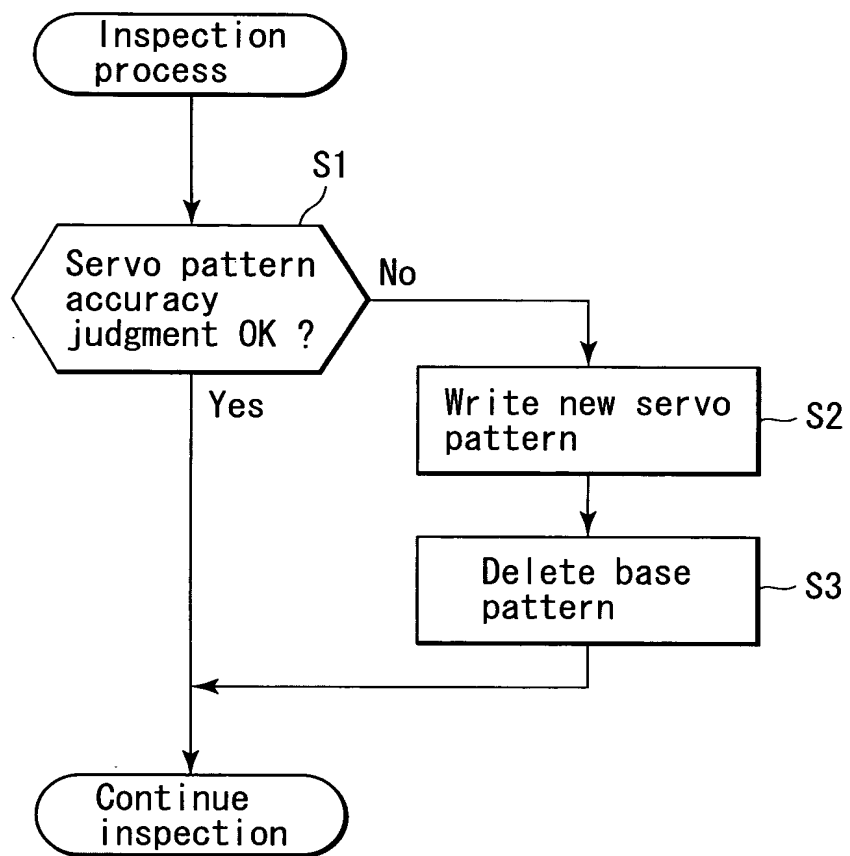 Inspection
process
S1
Servo pattern
accuracy
judgment OK ?
No
Yes
Write new servo
pattern
S2
Delete base
pattern
S3
Continue
inspection